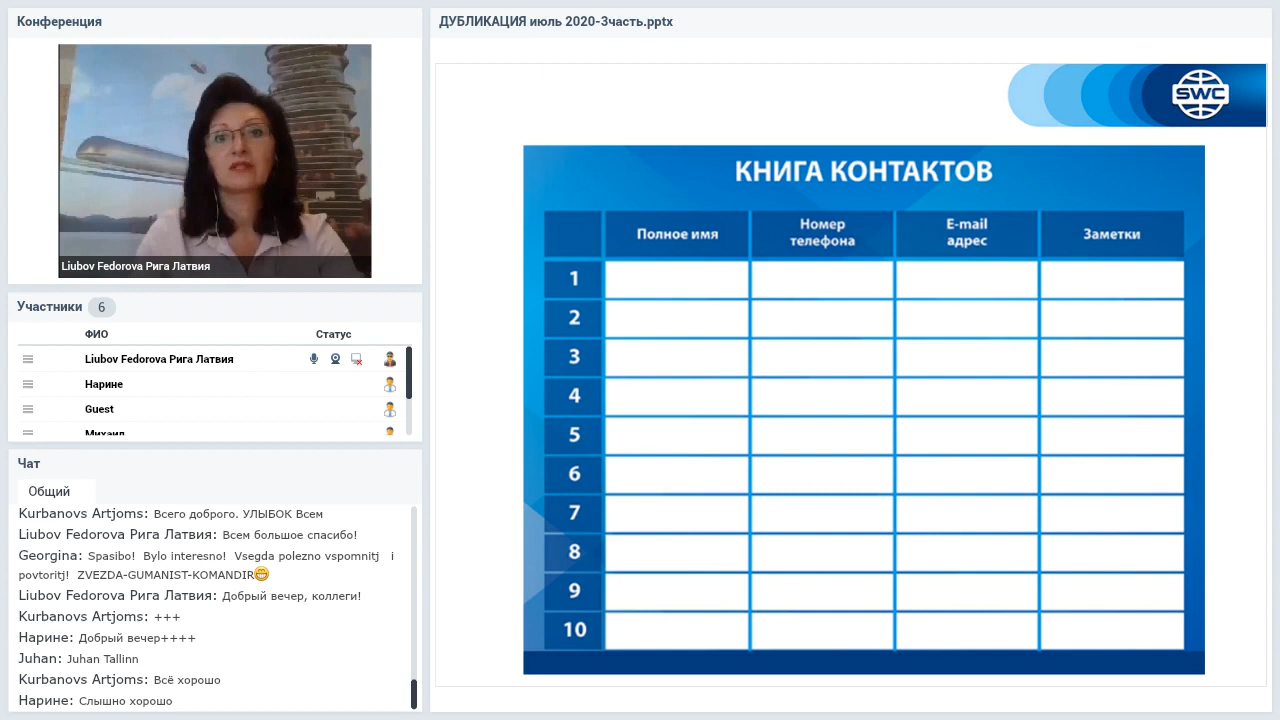 Конференция
Liubov Fedorova Рига Латвия
Участники 6
ФИО Статус
Liubov Fedorova Рига Латвия
Нарине
Guest
Михаил
Чат
Общий
Kurbanovs Artjoms: Всего доброго. УЛЫБОК Всем
Liubov Fedorova Рига Латвия: Всем большое спасибо!
Georgina: Spasibo! Bylo interesno! Vsegda polezno vspomnitj i
povtoritj! ZVEZDA-GUMANIST-KOMANDIR
Liubov Fedorova Рига Латвия: Добрый вечер, коллеги!
Kurbanovs Artjoms: +++
Нарине: Добрый вечер++++
Juhan: Juhan Tallinn
Kurbanovs Artjoms: Всё хорошо
Нарине: Слышно хорошо
ДУБЛИКАЦИЯ июль 2020-3часть.pptx
SWC
КНИГА КОНТАКТОВ
Полное имя
Номер
телефона
E-mail
адрес
Заметки
1
2
3
4
5
6
7
8
9
10